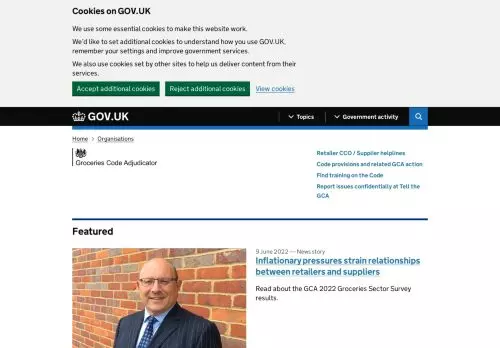 Cookies on GOV.UK
We use some essential cookies to make this website work.
We'd like to set additional cookies to understand how you use GOV.UK,
remember your settings and improve government services.
We also use cookies set by other sites to help us deliver content from their
services.
Accept additional cookies
Reject additional cookies
View cookies
GOV.UK
Topics
Government activity
Home > Organisations
Groceries Code Adjudicator
Retailer CCO / Supplier helplines
Code provisions and related GCA action
Find training on the Code
Report issues confidentially at Tell the
GCA
Featured
9 June 2022 — News story
Inflationary pressures strain relationships
between retailers and suppliers
Read about the GCA 2022 Groceries Sector Survey
results.